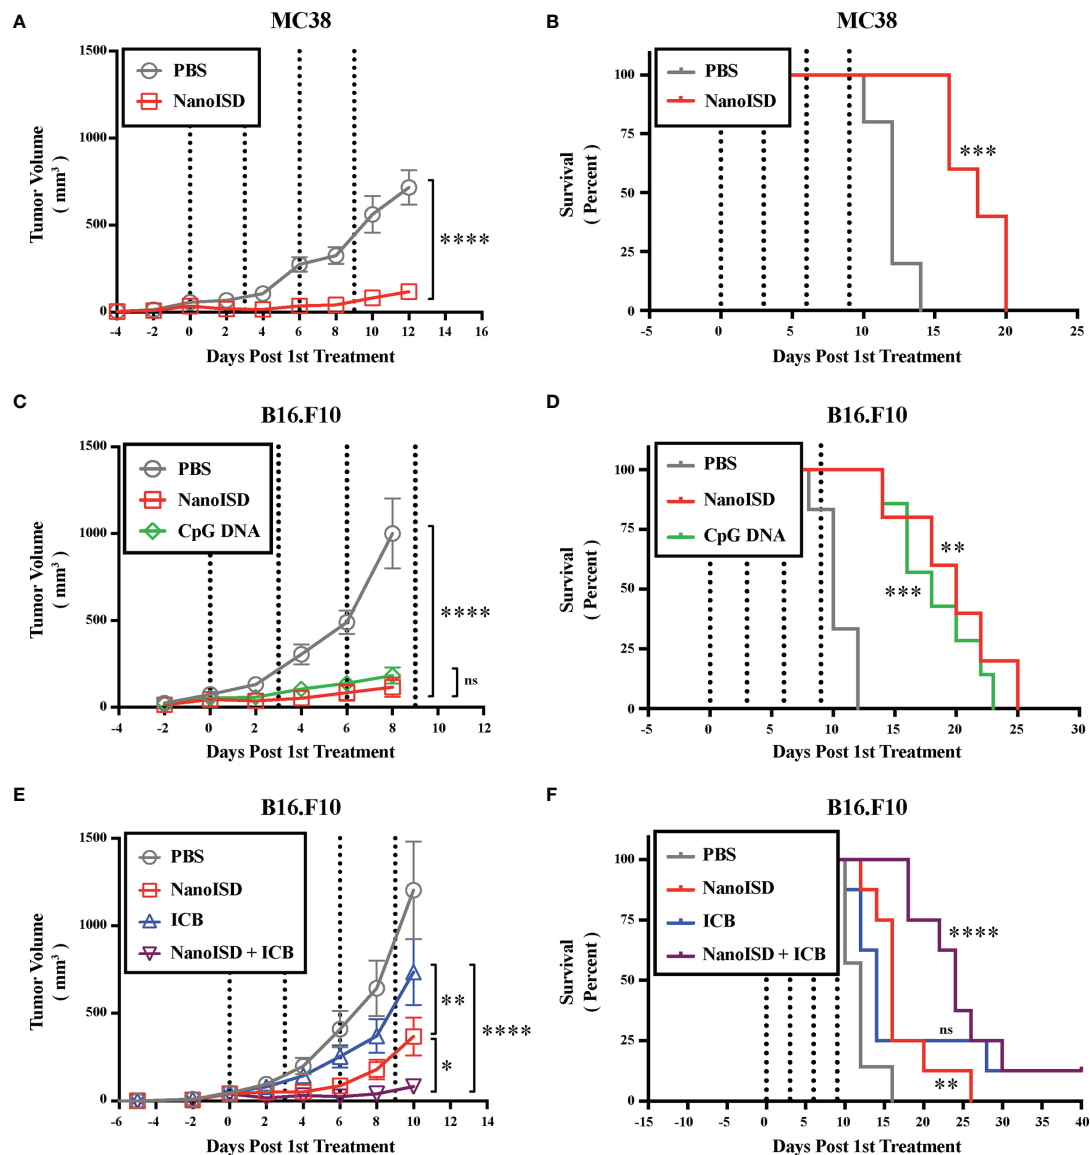 A
MC38
1500
1000
500
0
Tumor Volume
( mm³ )
PBS
NanoISD
****
-4 -2 0 2 4 6 8 10 12 14 16
Days Post 1st Treatment
B
MC38
100
75
50
25
0
Survival
( Percent )
PBS
NanoISD
***
-5 0 5 10 15 20 25
Days Post 1st Treatment
C
B16.F10
1500
1000
500
0
Tumor Volume
( mm³ )
PBS
NanoISD
CpG DNA
****
ns
-4 -2 0 2 4 6 8 10 12
Days Post 1st Treatment
D
B16.F10
100
75
50
25
0
Survival
( Percent )
PBS
NanoISD
CpG DNA
**
***
-5 0 5 10 15 20 25 30
Days Post 1st Treatment
E
B16.F10
1500
1000
500
0
Tumor Volume
( mm³ )
PBS
NanoISD
ICB
NanoISD + ICB
**
****
*
-6 -4 -2 0 2 4 6 8 10 12 14
Days Post 1st Treatment
F
B16.F10
100
75
50
25
0
Survival
( Percent )
PBS
NanoISD
ICB
NanoISD + ICB
****
ns
**
-15 -10 -5 0 5 10 15 20 25 30 35 40
Days Post 1st Treatment